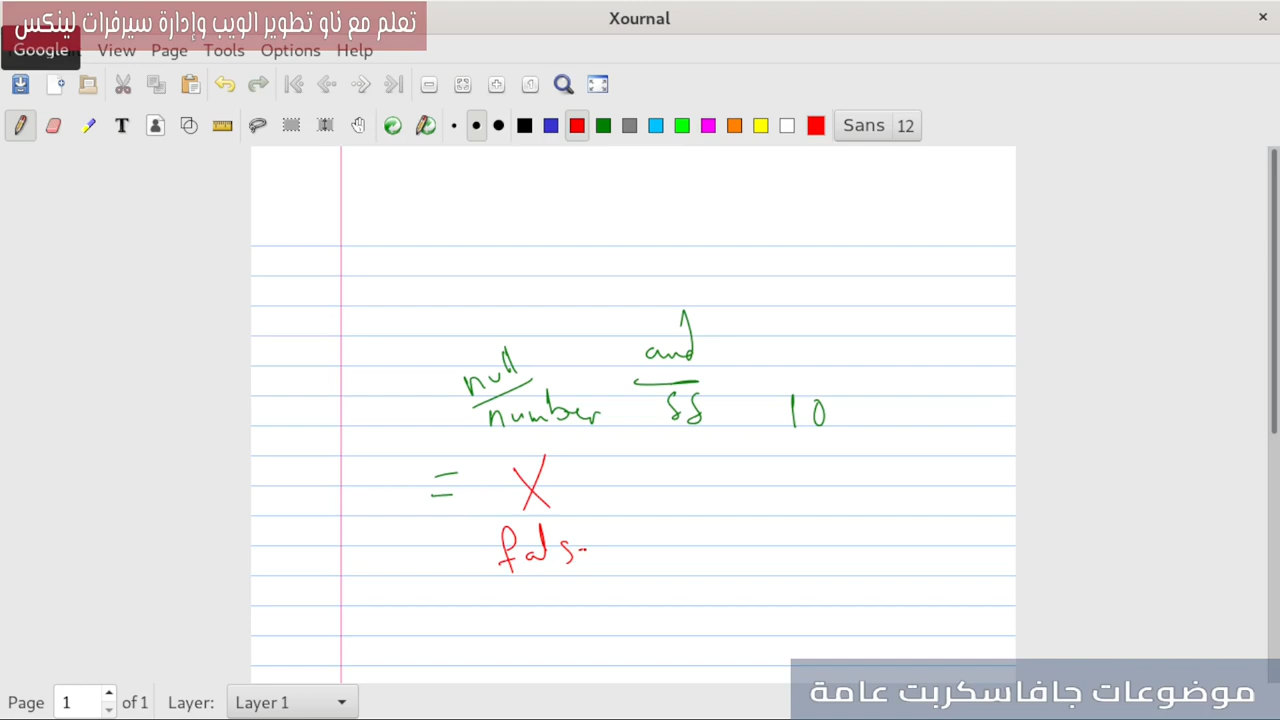 تعلم مع ناو تطوير الويب وإدارة سيرفرات لينكس
Xournal
Google
View Page Tools Options Help
Sans 12
and
null
number && 10
= X
fals
Page 1 of 1 Layer: Layer 1
موضوعات جافاسكربت عامة